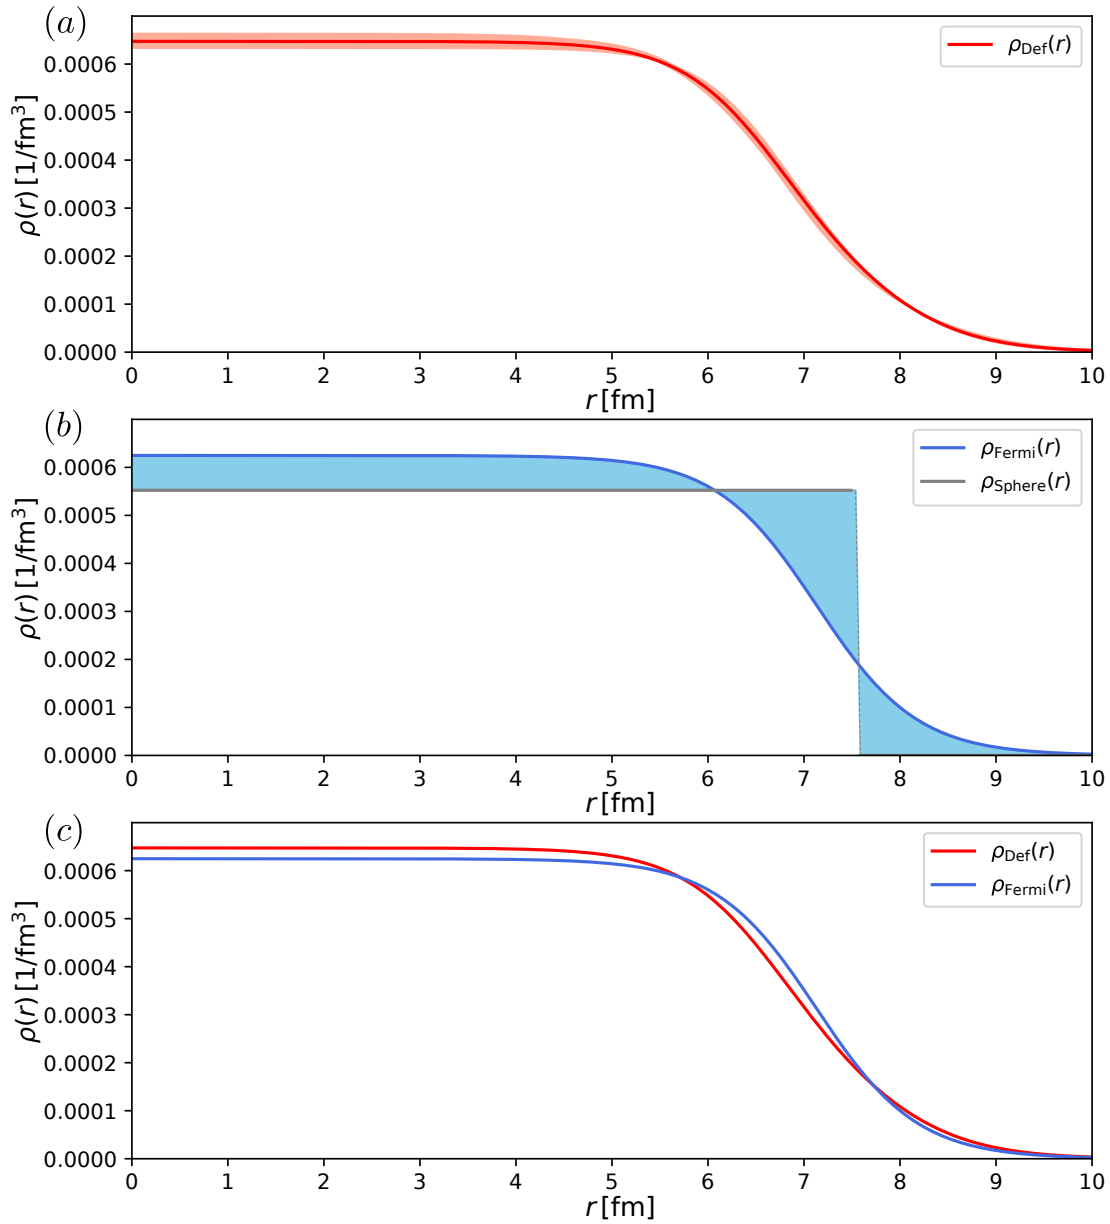 (a)
ρ(r) [1/fm³]
0.0006
0.0005
0.0004
0.0003
0.0002
0.0001
0.0000
ρDef(r)
0 1 2 3 4 5 6 7 8 9 10
r [fm]
(b)
ρ(r) [1/fm³]
0.0006
0.0005
0.0004
0.0003
0.0002
0.0001
0.0000
ρFermi(r)
ρSphere(r)
0 1 2 3 4 5 6 7 8 9 10
r [fm]
(c)
ρ(r) [1/fm³]
0.0006
0.0005
0.0004
0.0003
0.0002
0.0001
0.0000
ρDef(r)
ρFermi(r)
0 1 2 3 4 5 6 7 8 9 10
r [fm]